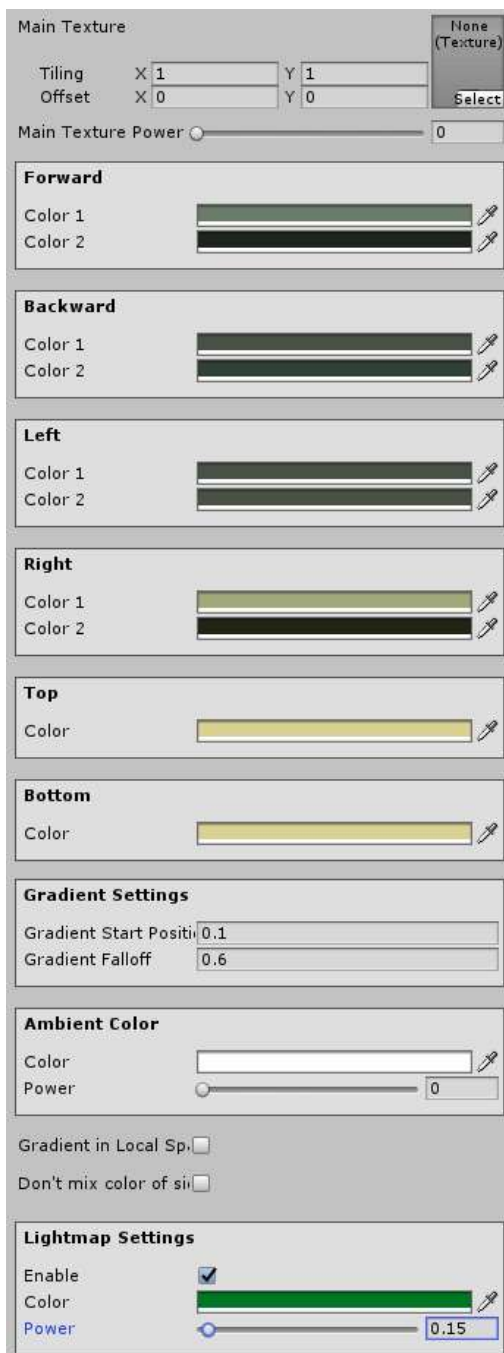 Main Texture
None
(Texture)
Tiling X 1 Y 1
Offset X 0 Y 0
Select
Main Texture Power 0
Forward
Color 1
Color 2
Backward
Color 1
Color 2
Left
Color 1
Color 2
Right
Color 1
Color 2
Top
Color
Bottom
Color
Gradient Settings
Gradient Start Positi 0.1
Gradient Falloff 0.6
Ambient Color
Color
Power 0
Gradient in Local Sp.
Don't mix color of si
Lightmap Settings
Enable
Color
Power 0.15